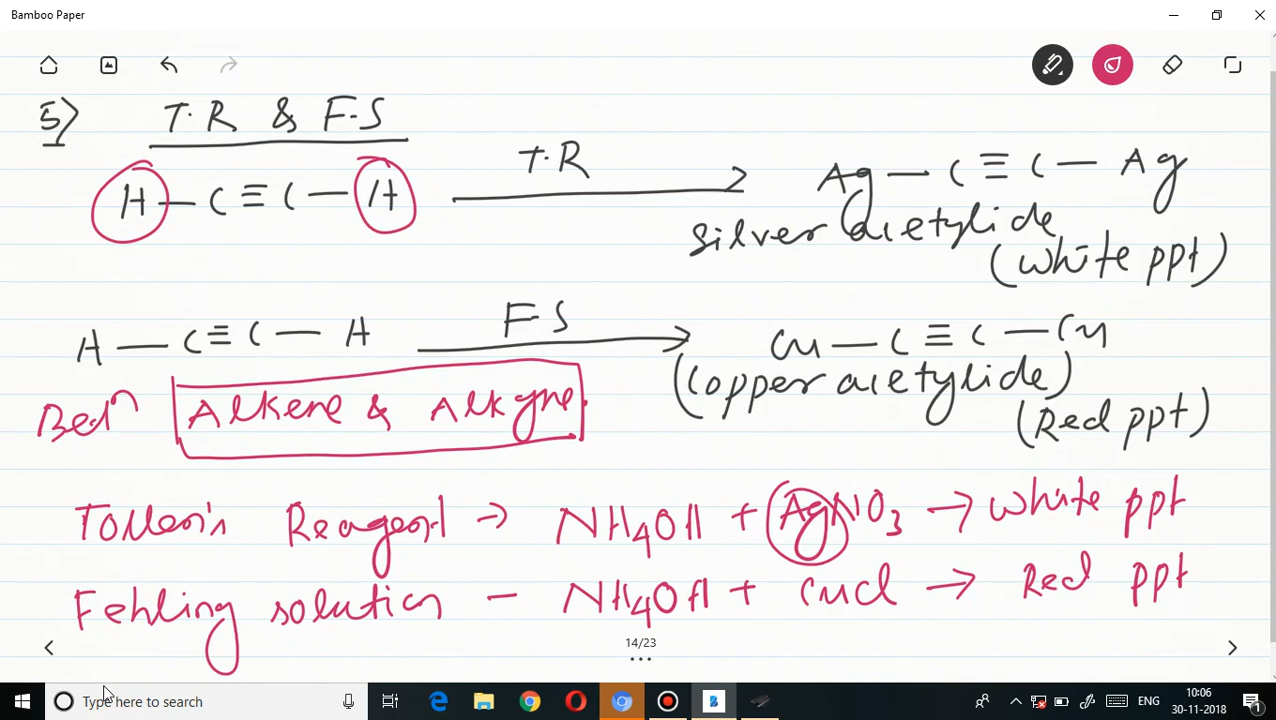 Bamboo Paper
5) T.R & F-S
H — C ≡ C — H T.R → Ag — C ≡ C — Ag
Silver acetylide
(White ppt)
H — C ≡ C — H F-S → Cu — C ≡ C — Cu
(Copper acetylide)
(Red ppt)
Betn Alkene & Alkyne
Tollen's Reagent → NH4OH + AgNO3 → White ppt
Fehling solution – NH4OH + CuCl → Red ppt
14/23
Type here to search
ENG
10:06
30-11-2018
1